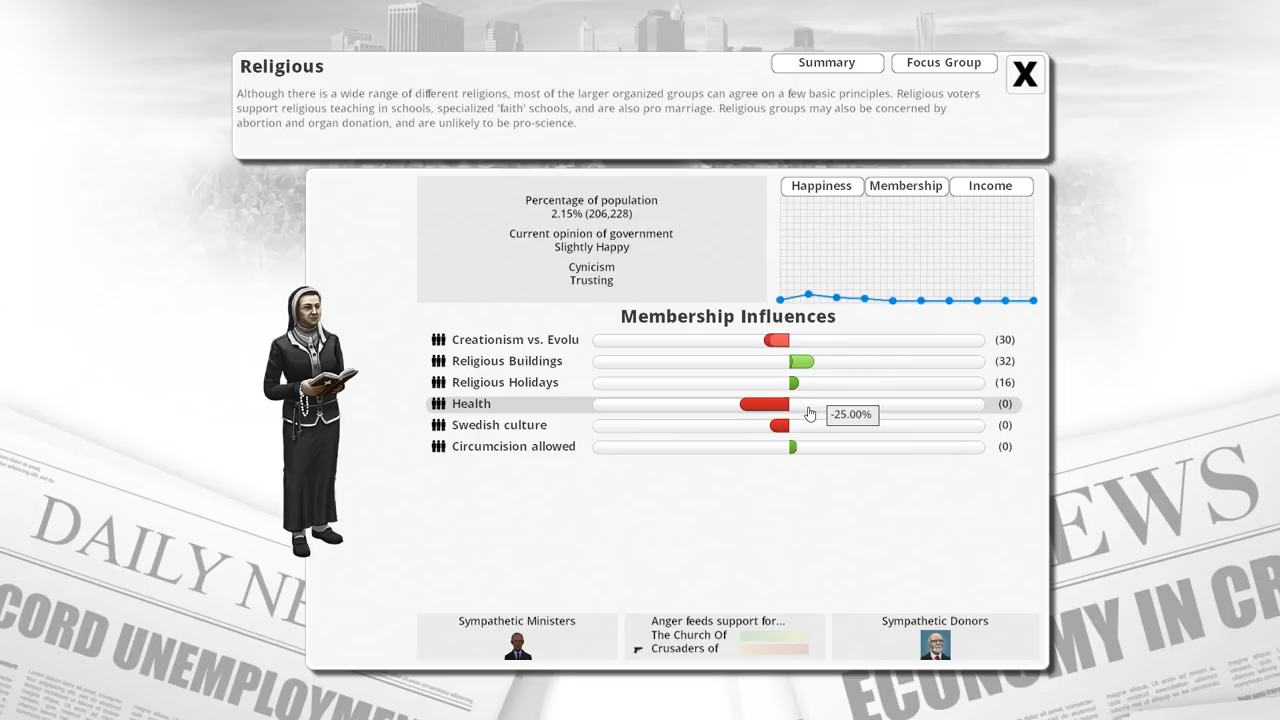 Religious
Summary
Focus Group
X
Although there is a wide range of different religions, most of the larger organized groups can agree on a few basic principles. Religious voters
support religious teaching in schools, specialized 'faith' schools, and are also pro marriage. Religious groups may also be concerned by
abortion and organ donation, and are unlikely to be pro-science.
Percentage of population
2.15% (206,228)
Current opinion of government
Slightly Happy
Cynicism
Trusting
Happiness
Membership
Income
Membership Influences
Creationism vs. Evolu (30)
Religious Buildings (32)
Religious Holidays (16)
Health (0)
-25.00%
Swedish culture (0)
Circumcision allowed (0)
Sympathetic Ministers
Anger feeds support for...
The Church Of
Crusaders of
Sympathetic Donors
DAILY NE
CORD UNEMPLOYM
EWS
ECONOMY IN CR